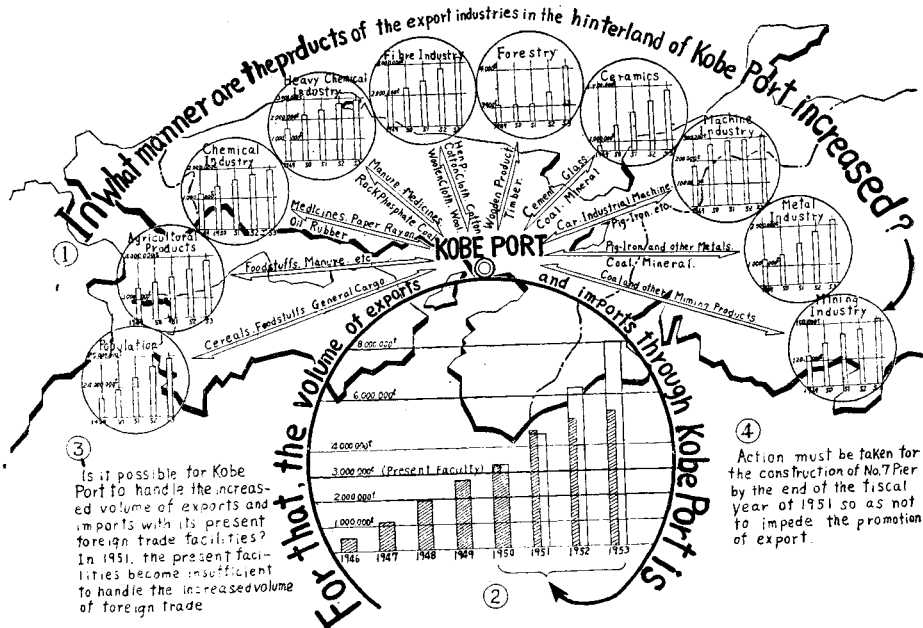 In what manner are the prducts of the export industries in the hinterland of Kobe Port increased?
①
Population
Agricultural
Products
Chemical
Industry
Heavy Chemical
Industry
Fibre Industry
Forestry
Ceramics
Machine
Industry
Metal
Industry
Mining
Industry
Cereals, Foodstuffs General Cargo
Foodstuffs, Manure, etc
Medicines, Paper Rayon
Oil Rubber
Manure, Medicines
Rock Phosphate Coal
Cotton Cloth, Cotton
Woolen Cloth, Wool
Wooden Product
Timber
Cement, Glass
Coal, Mineral
Car, Industrial Machine
Pig-Iron, etc.
Pig-Iron and other Metals.
Coal, Mineral.
Coal and other Mining Products
KOBE PORT
For that, the volume of exports and imports through Kobe Port is
8,000,000t
6,000,000t
4,000,000t
3,000,000t (Present Faculty)
2,000,000t
1,000,000t
1946 1947 1948 1949 1950 1951 1952 1953
②
③
Is it possible for Kobe
Port to handle the increas-
ed volume of exports and
imports with its present
foreign trade facilities?
In 1951, the present faci-
lities become insufficient
to handle the increased volume
of foreign trade
④
Action must be taken for
the construction of No.7 Pier
by the end of the fiscal
year of 1951 so as not
to impede the promotion
of export.